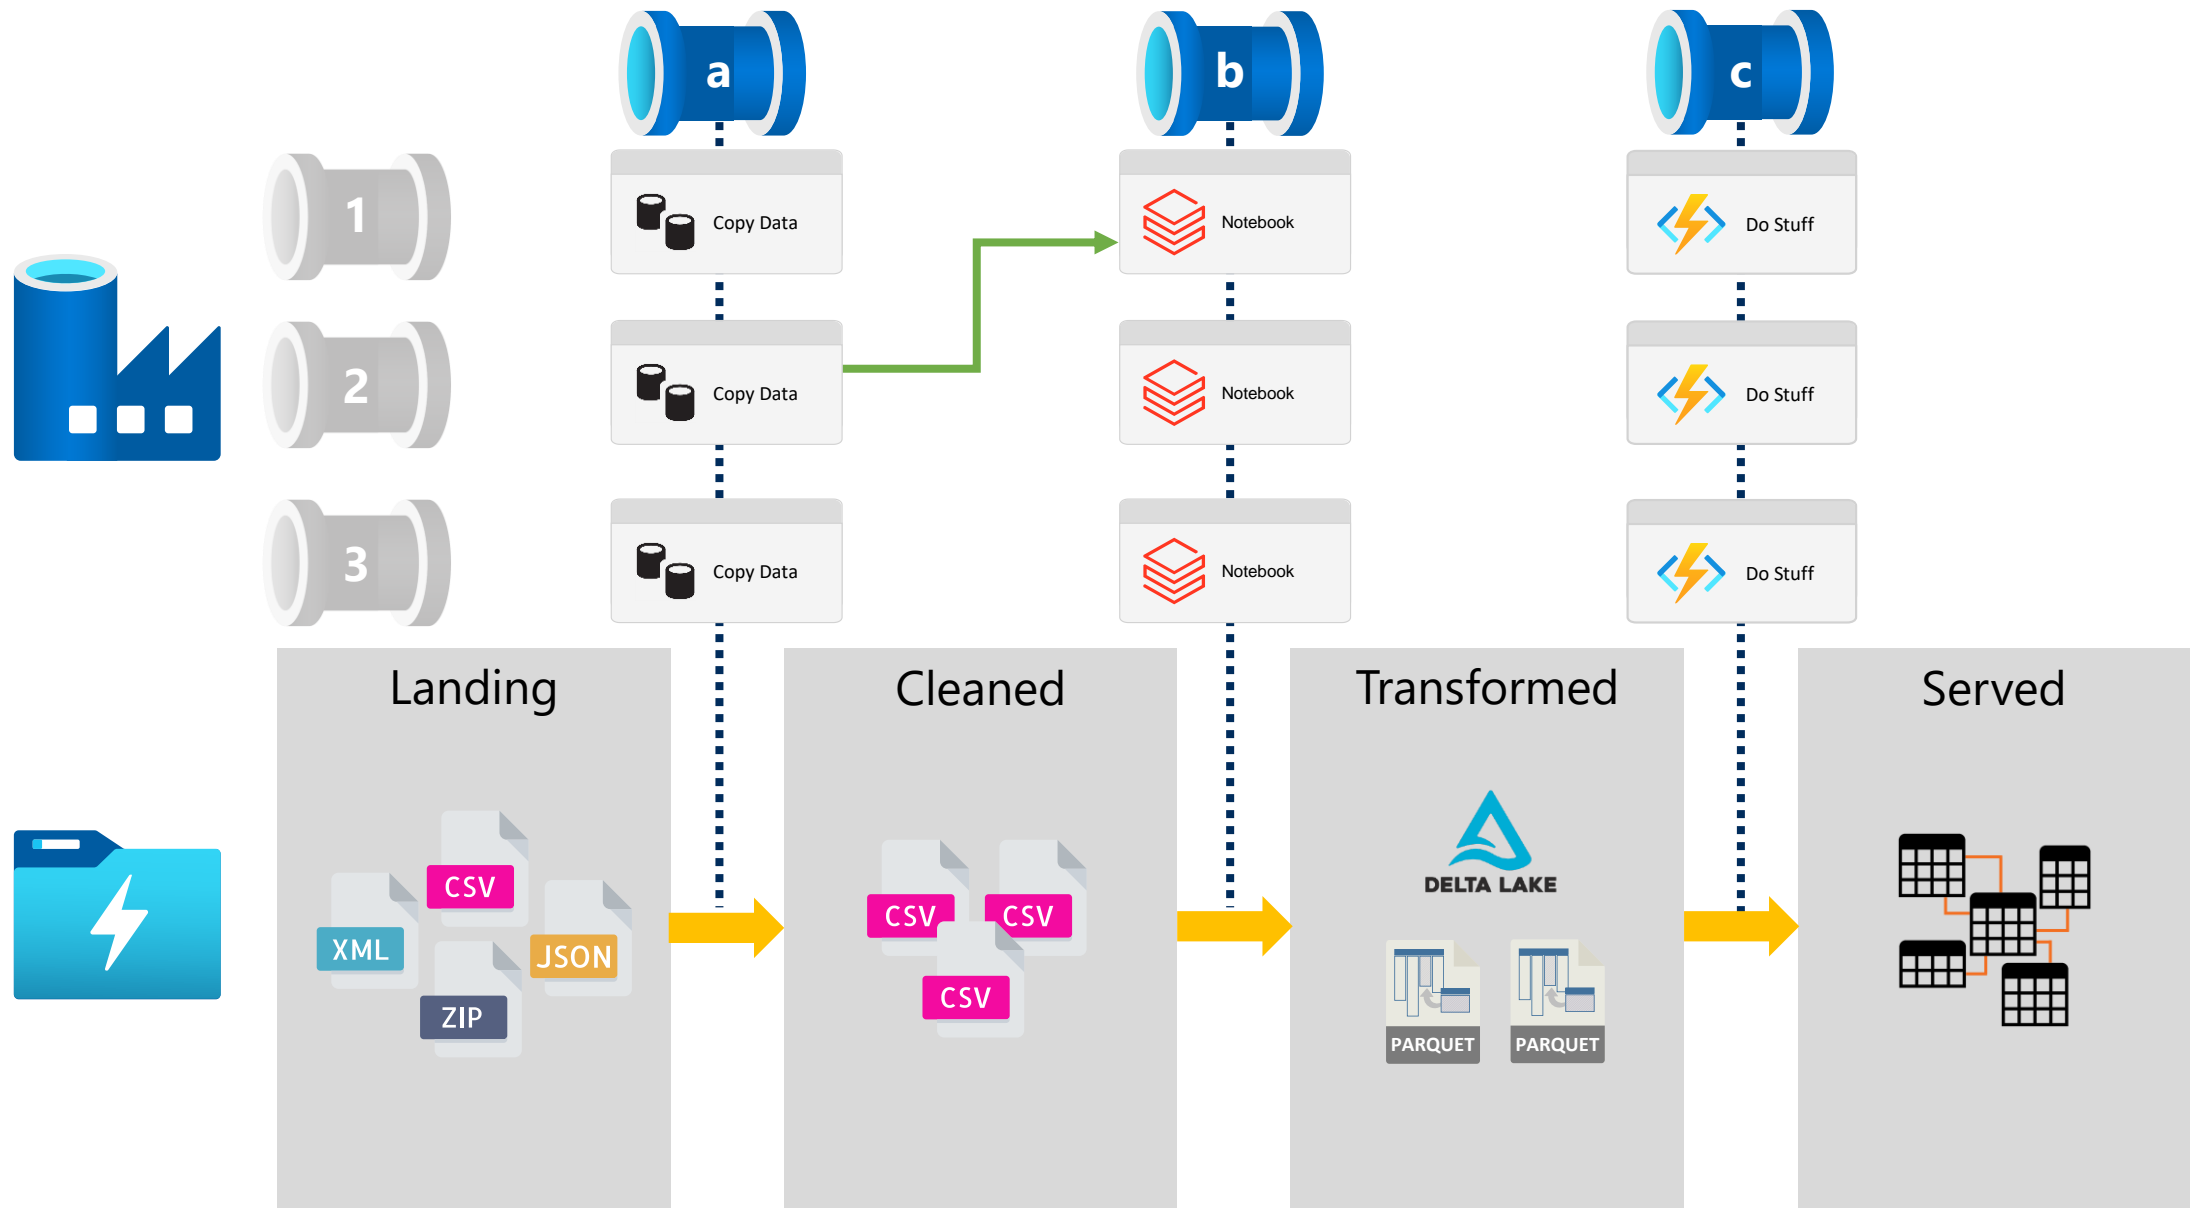 a
b
c
1
Copy Data
Notebook
Do Stuff
2
Copy Data
Notebook
Do Stuff
3
Copy Data
Notebook
Do Stuff
Landing
Cleaned
Transformed
Served
CSV
XML
JSON
ZIP
CSV
CSV
CSV
DELTA LAKE
PARQUET
PARQUET